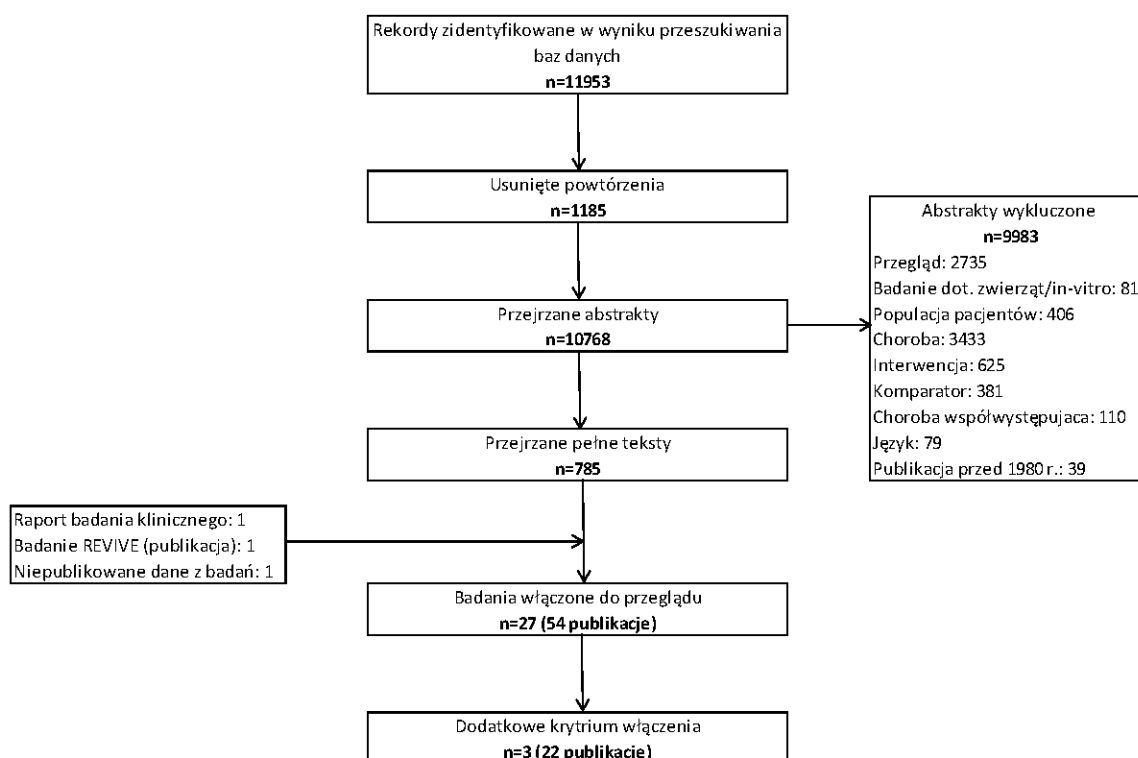 Rekordy zidentyfikowane w wyniku przeszukiwania
baz danych
n=11953
Usunięte powtórzenia
n=1185
Przejrzane abstrakty
n=10768
Abstrakty wykluczone
n=9983
Przegląd: 2735
Badanie dot. zwierząt/in-vitro: 81
Populacja pacjentów: 406
Choroba: 3433
Interwencja: 625
Komparator: 381
Choroba współwystępujaca: 110
Język: 79
Publikacja przed 1980 r.: 39
Przejrzane pełne teksty
n=785
Raport badania klinicznego: 1
Badanie REVIVE (publikacja): 1
Niepublikowane dane z badań: 1
Badania włączone do przeglądu
n=27 (54 publikacje)
Dodatkowe krytrium włączenia
n=3 (22 publikacje)